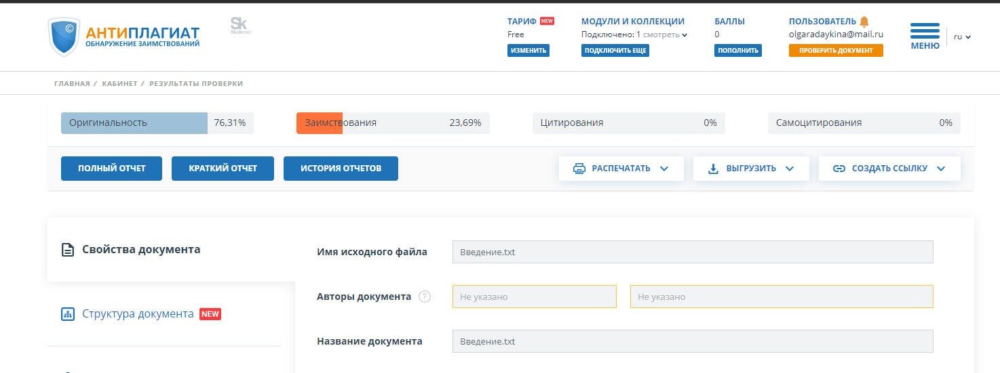 АНТИПЛАГИАТ
ОБНАРУЖЕНИЕ ЗАИМСТВОВАНИЙ
©
Sk
Skolkovo
ТАРИФ NEW
Free
ИЗМЕНИТЬ
МОДУЛИ И КОЛЛЕКЦИИ
Подключено: 1 смотреть
ПОДКЛЮЧИТЬ ЕЩЕ
БАЛЛЫ
0
ПОПОЛНИТЬ
ПОЛЬЗОВАТЕЛЬ
olgaradaykina@mail.ru
ПРОВЕРИТЬ ДОКУМЕНТ
МЕНЮ
ru
ГЛАВНАЯ / КАБИНЕТ / РЕЗУЛЬТАТЫ ПРОВЕРКИ
Оригинальность 76,31% Заимствования 23,69% Цитирования 0% Самоцитирования 0%
ПОЛНЫЙ ОТЧЕТ КРАТКИЙ ОТЧЕТ ИСТОРИЯ ОТЧЕТОВ РАСПЕЧАТАТЬ ВЫГРУЗИТЬ СОЗДАТЬ ССЫЛКУ
Свойства документа
Структура документа NEW
Имя исходного файла Введение.txt
Авторы документа ? Не указано Не указано
Название документа Введение.txt